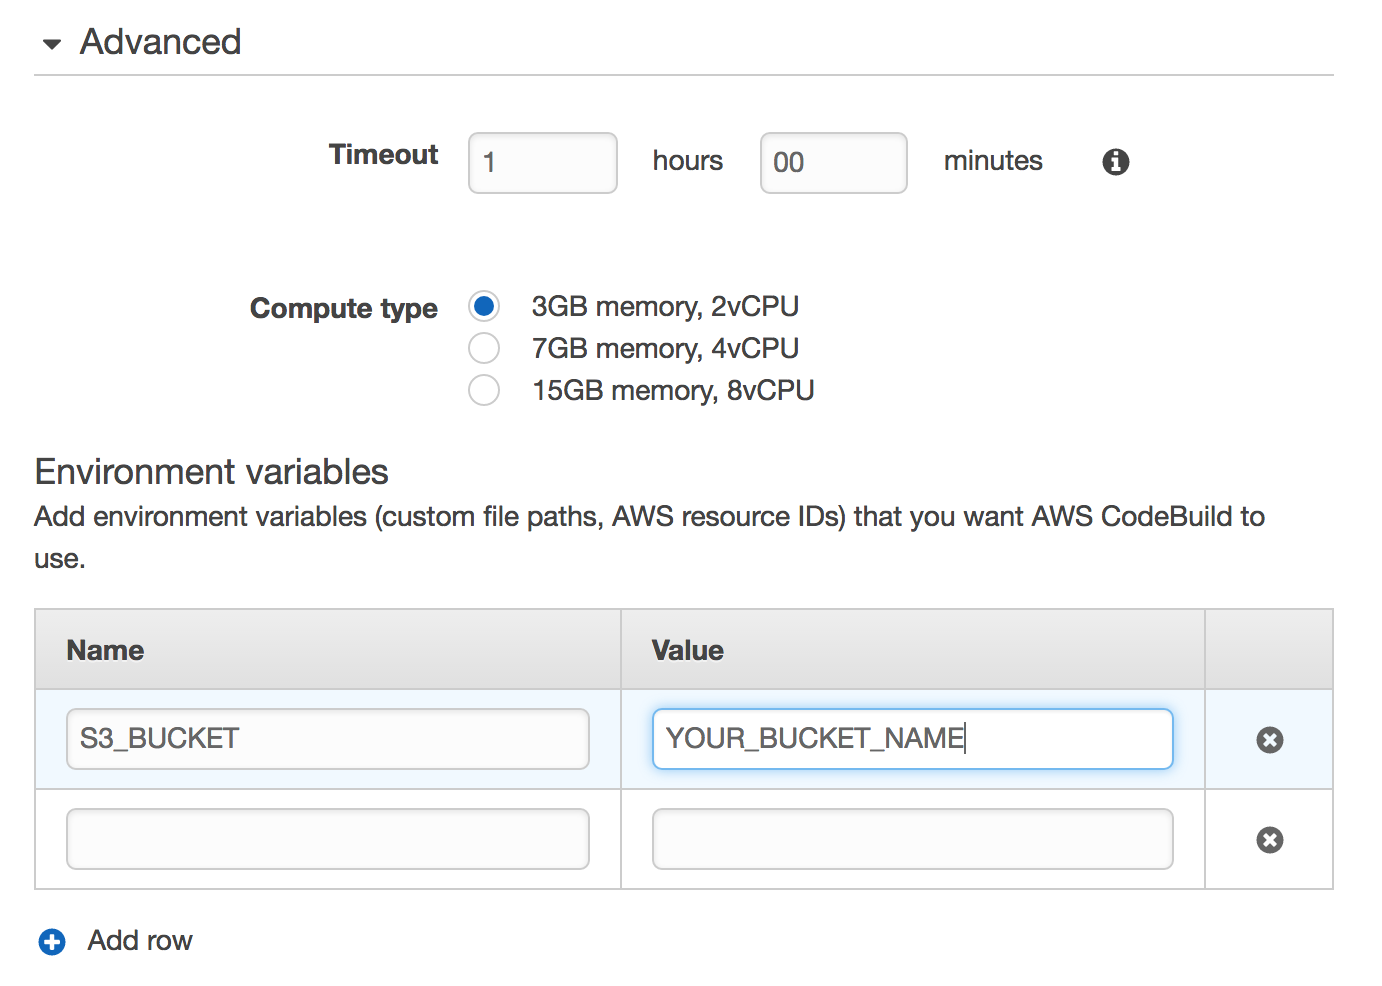 Advanced
Timeout 1 hours 00 minutes
Compute type 3GB memory, 2vCPU
7GB memory, 4vCPU
15GB memory, 8vCPU
Environment variables
Add environment variables (custom file paths, AWS resource IDs) that you want AWS CodeBuild to
use.
Name Value
S3_BUCKET YOUR_BUCKET_NAME
Add row